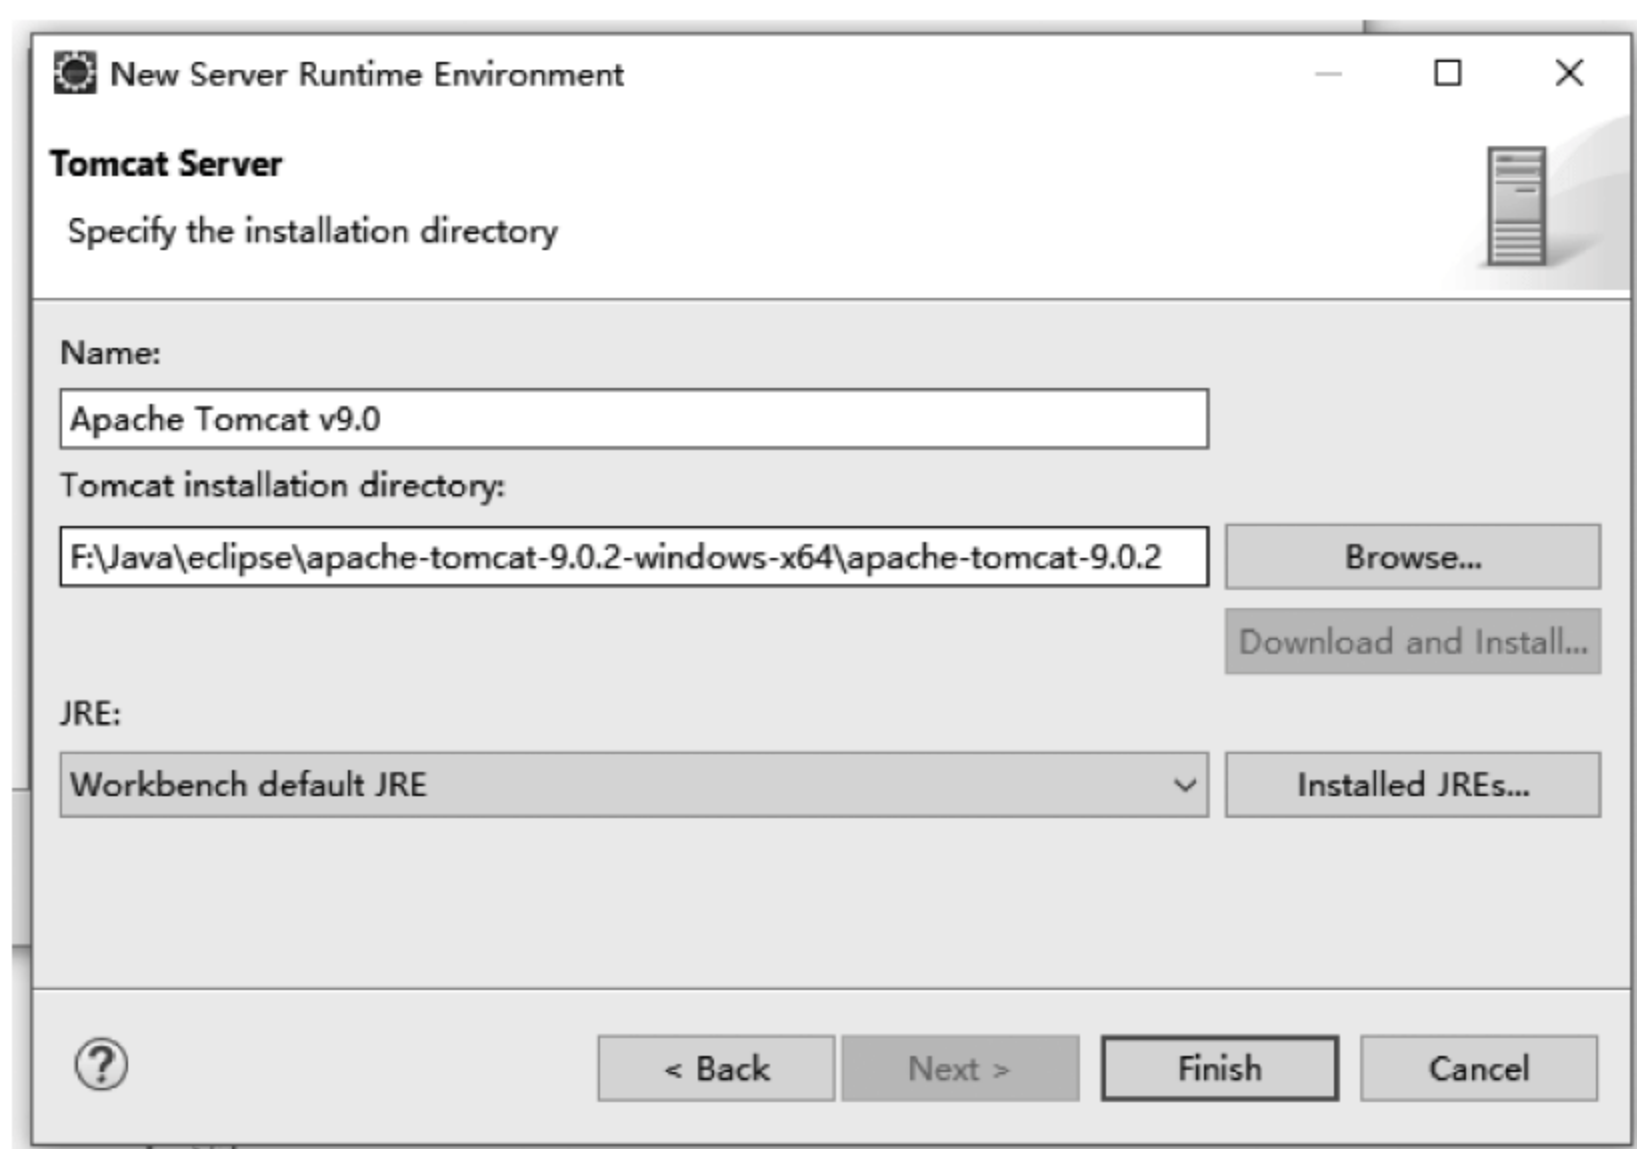 New Server Runtime Environment
Tomcat Server
Specify the installation directory
Name:
Apache Tomcat v9.0
Tomcat installation directory:
F:\Java\eclipse\apache-tomcat-9.0.2-windows-x64\apache-tomcat-9.0.2
Browse...
Download and Install...
JRE:
Workbench default JRE
Installed JREs...
? < Back Next > Finish Cancel